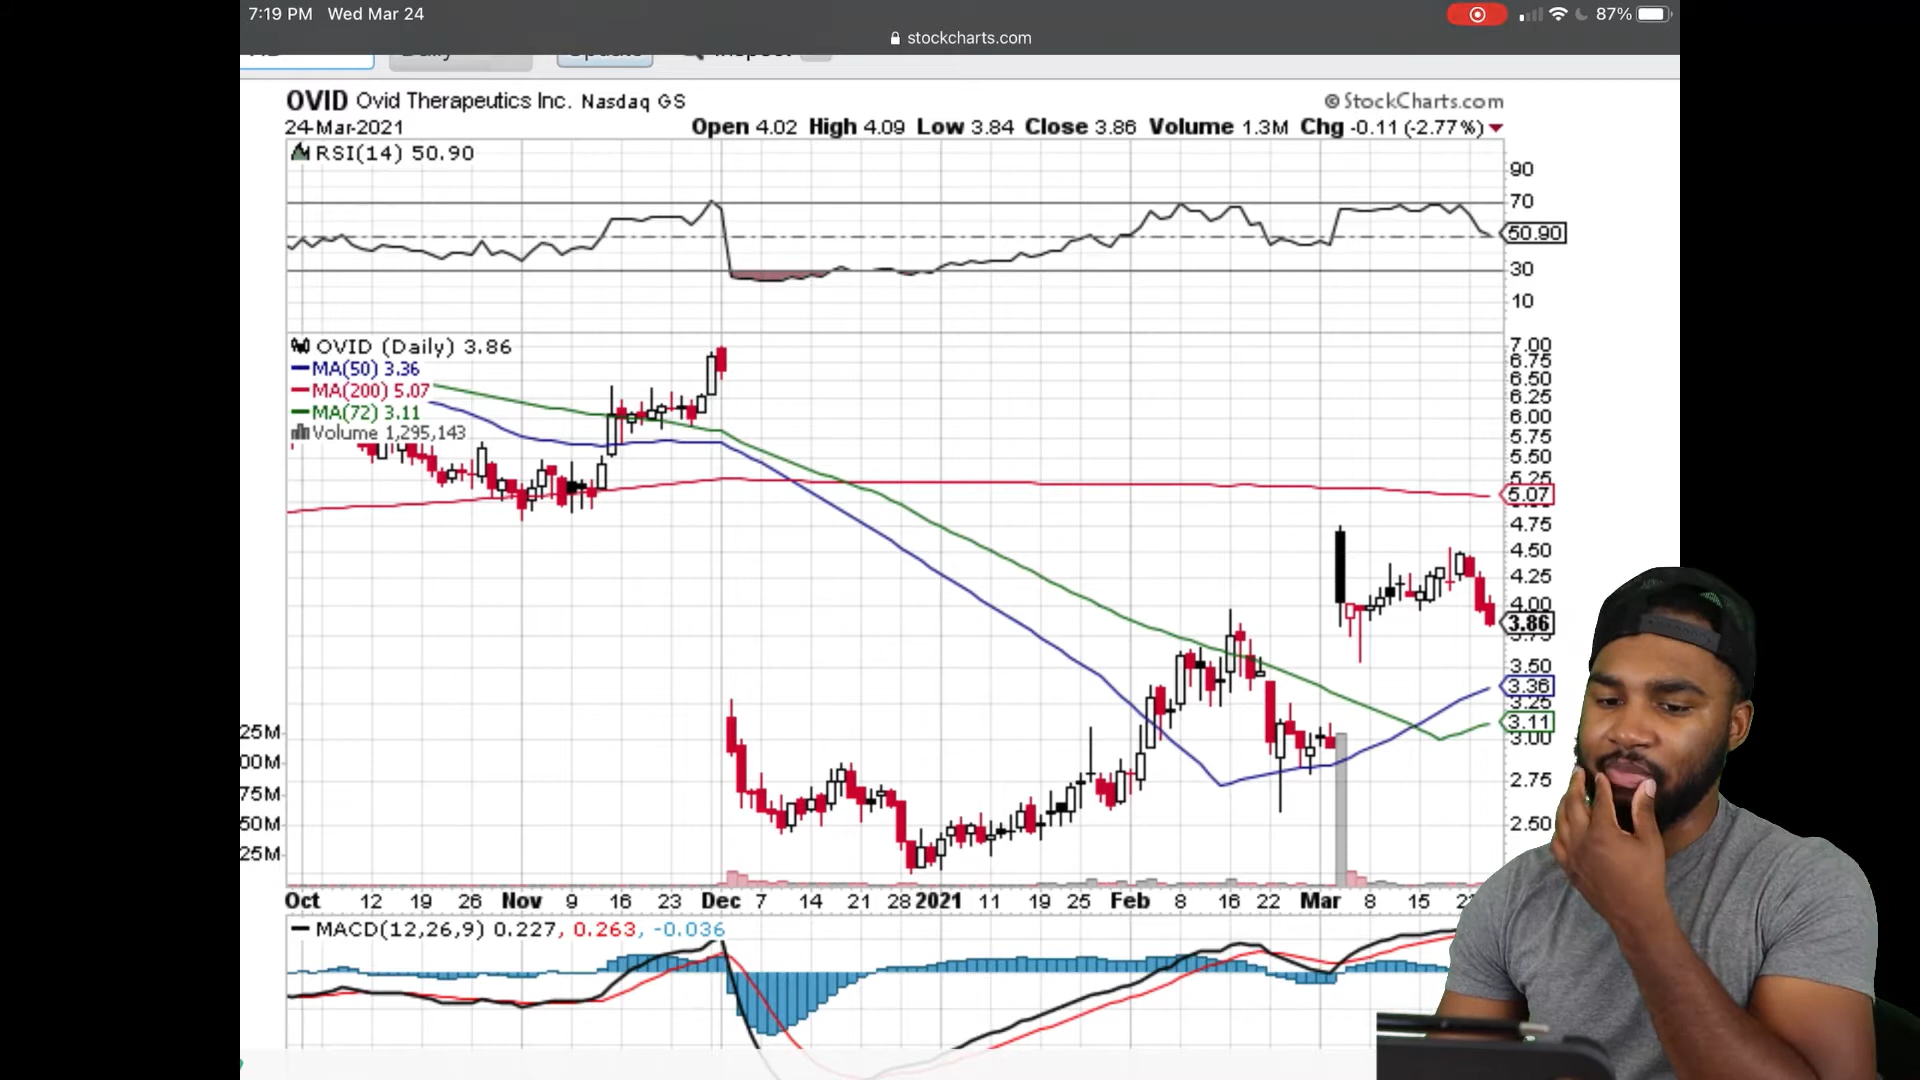 7:19 PM Wed Mar 24
87%
stockcharts.com
OVID Ovid Therapeutics Inc. Nasdaq GS
© StockCharts.com
24-Mar-2021
Open 4.02 High 4.09 Low 3.84 Close 3.86 Volume 1.3M Chg -0.11 (-2.77%)
RSI(14) 50.90
90
70
50.90
30
10
OVID (Daily) 3.86
MA(50) 3.36
MA(200) 5.07
MA(72) 3.11
Volume 1,295,143
7.00
6.75
6.50
6.25
6.00
5.75
5.50
5.25
5.07
4.75
4.50
4.25
4.00
3.86
3.75
3.50
3.36
3.25
3.11
3.00
2.75
2.50
25M
00M
75M
50M
25M
Oct 12 19 26 Nov 9 16 23 Dec 7 14 21 28 2021 11 19 25 Feb 8 16 22 Mar 8 15
MACD(12,26,9) 0.227, 0.263, -0.036